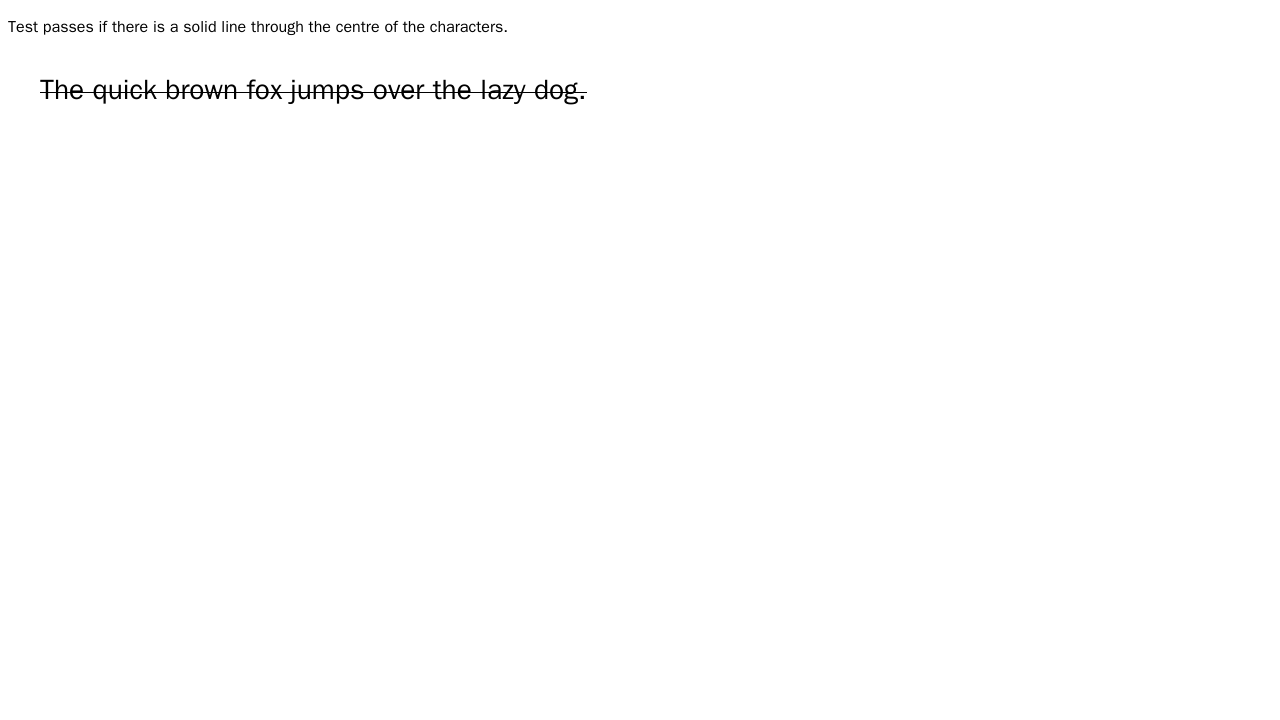 Test passes if there is a solid line through the centre of the characters.
The quick brown fox jumps over the lazy dog.